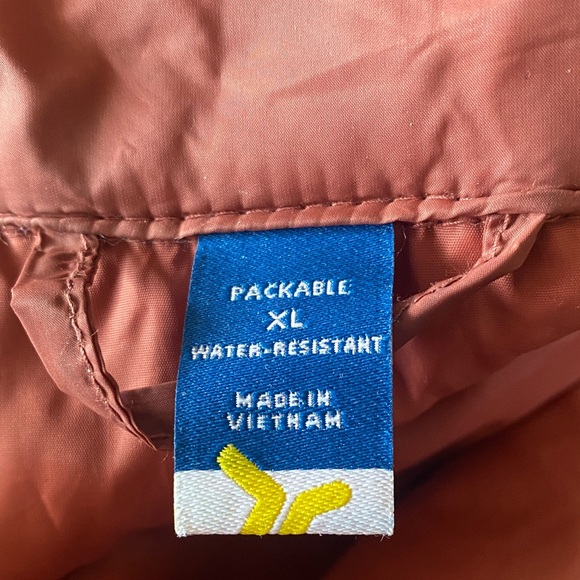 PACKABLE
XL
WATER-RESISTANT
MADE IN
VIETNAM